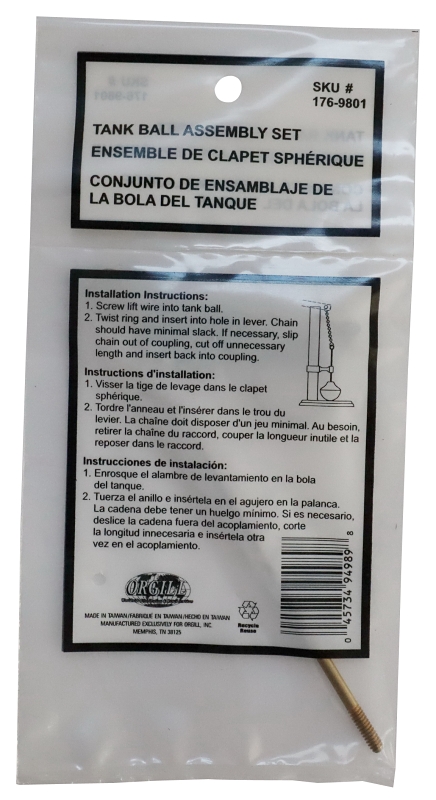 SKU #
176-9801
TANK BALL ASSEMBLY SET
ENSEMBLE DE CLAPET SPHÉRIQUE
CONJUNTO DE ENSAMBLAJE DE
LA BOLA DEL TANQUE
Installation Instructions:
1. Screw lift wire into tank ball.
2. Twist ring and insert into hole in lever. Chain
should have minimal slack. If necessary, slip
chain out of coupling, cut off unnecessary
length and insert back into coupling.
Instructions d'installation:
1. Visser la tige de levage dans le clapet
sphérique.
2. Tordre l'anneau et l'insérer dans le trou du
levier. La chaîne doit disposer d'un jeu minimal. Au besoin,
retirer la chaîne du raccord, couper la longueur inutile et la
reposer dans le raccord.
Instrucciones de instalación:
1. Enrosque el alambre de levantamiento en la bola
del tanque.
2. Tuerza el anillo e insértela en el agujero en la palanca.
La cadena debe tener un huelgo mínimo. Si es necesario,
deslice la cadena fuera del acoplamiento, corte
la longitud innecesaria e insértela otra
vez en el acoplamiento.
ORGILL
MADE IN TAIWAN/FABRIQUÉ EN TAIWAN/HECHO EN TAIWAN
MANUFACTURED EXCLUSIVELY FOR ORGILL, INC.
MEMPHIS, TN 38125
Recycle
Reuse
0 45734 94989 8